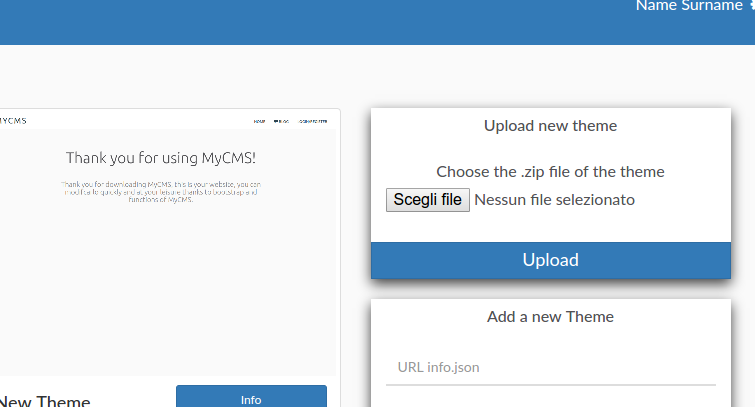 Name Surname
MYCMS
HOME BLOG LOGIN/REGISTER
Thank you for using MyCMS!
Thank you for downloading MyCMS, this is your website, you can
modifcarlo quickly and at your leisure thanks to bootstrap and
functions of MyCMS.
New Theme
Info
Upload new theme
Choose the .zip file of the theme
Scegli file Nessun file selezionato
Upload
Add a new Theme
URL info.json